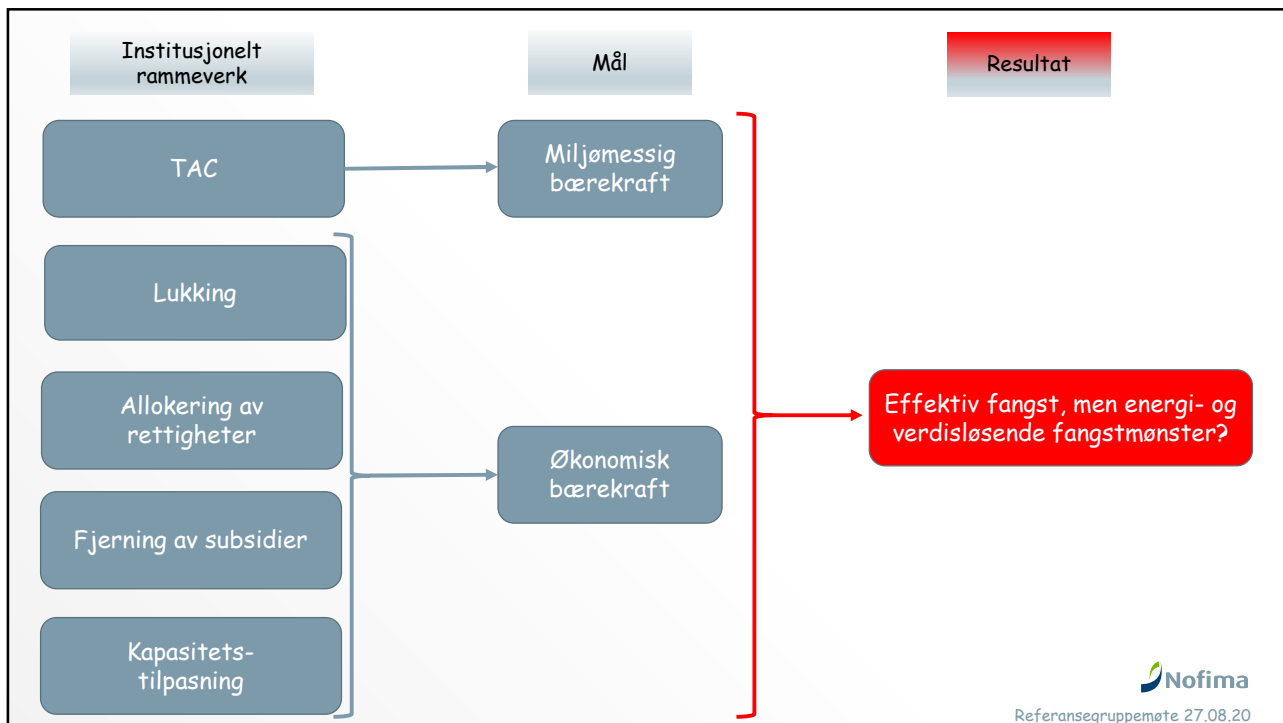 Institusjonelt
rammeverk
Mål
Resultat
TAC
Miljømessig
bærekraft
Lukking
Allokering av
rettigheter
Effektiv fangst, men energi- og
verdisløsende fangstmønster?
Økonomisk
bærekraft
Fjerning av subsidier
Kapasitets-
tilpasning
Nofima
Referansegruppemøte 27.08.20